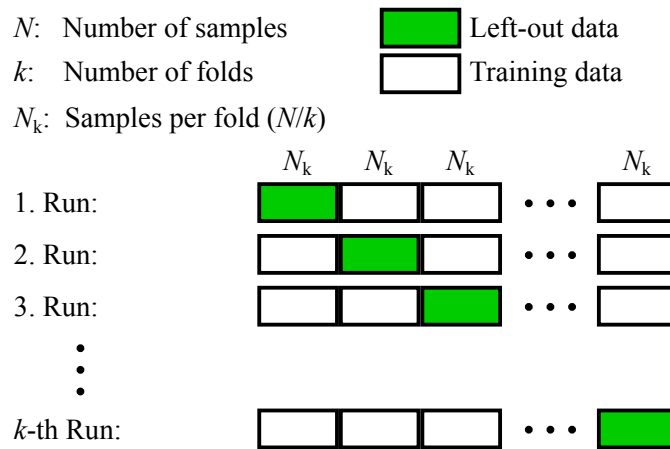 N: Number of samples Left-out data
k: Number of folds Training data
Nk: Samples per fold (N/k)
Nk Nk Nk Nk
1. Run: • • •
2. Run: • • •
3. Run: • • •
k-th Run: • • •